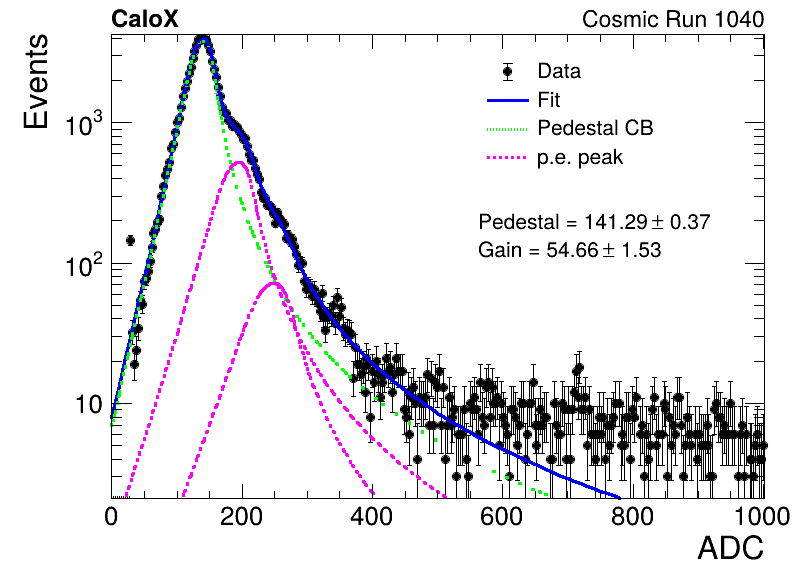 CaloX Cosmic Run 1040
Events
Data
Fit
Pedestal CB
p.e. peak
Pedestal = 141.29 ± 0.37
Gain = 54.66 ± 1.53
10³
10²
10
0 200 400 600 800 1000
ADC